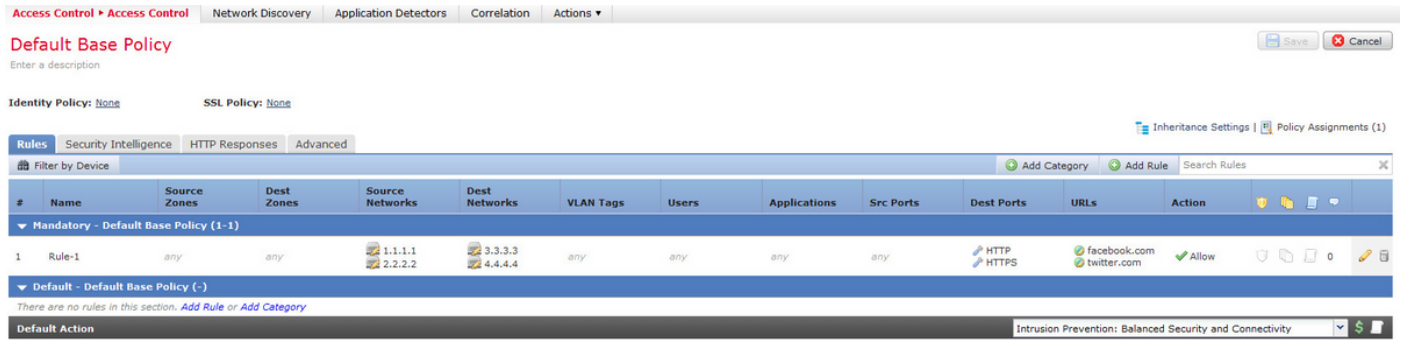 Access Control ▸ Access Control Network Discovery Application Detectors Correlation Actions ▾
Default Base Policy
Save Cancel
Enter a description
Identity Policy: None SSL Policy: None
Inheritance Settings | Policy Assignments (1)
Rules Security Intelligence HTTP Responses Advanced
Filter by Device Add Category Add Rule Search Rules
# Name Source Zones Dest Zones Source Networks Dest Networks VLAN Tags Users Applications Src Ports Dest Ports URLs Action
Mandatory - Default Base Policy (1-1)
1 Rule-1 any any 1.1.1.1 3.3.3.3 any any any any HTTP facebook.com Allow 0
2.2.2.2 4.4.4.4 HTTPS twitter.com
Default - Default Base Policy (-)
There are no rules in this section. Add Rule or Add Category
Default Action Intrusion Prevention: Balanced Security and Connectivity $